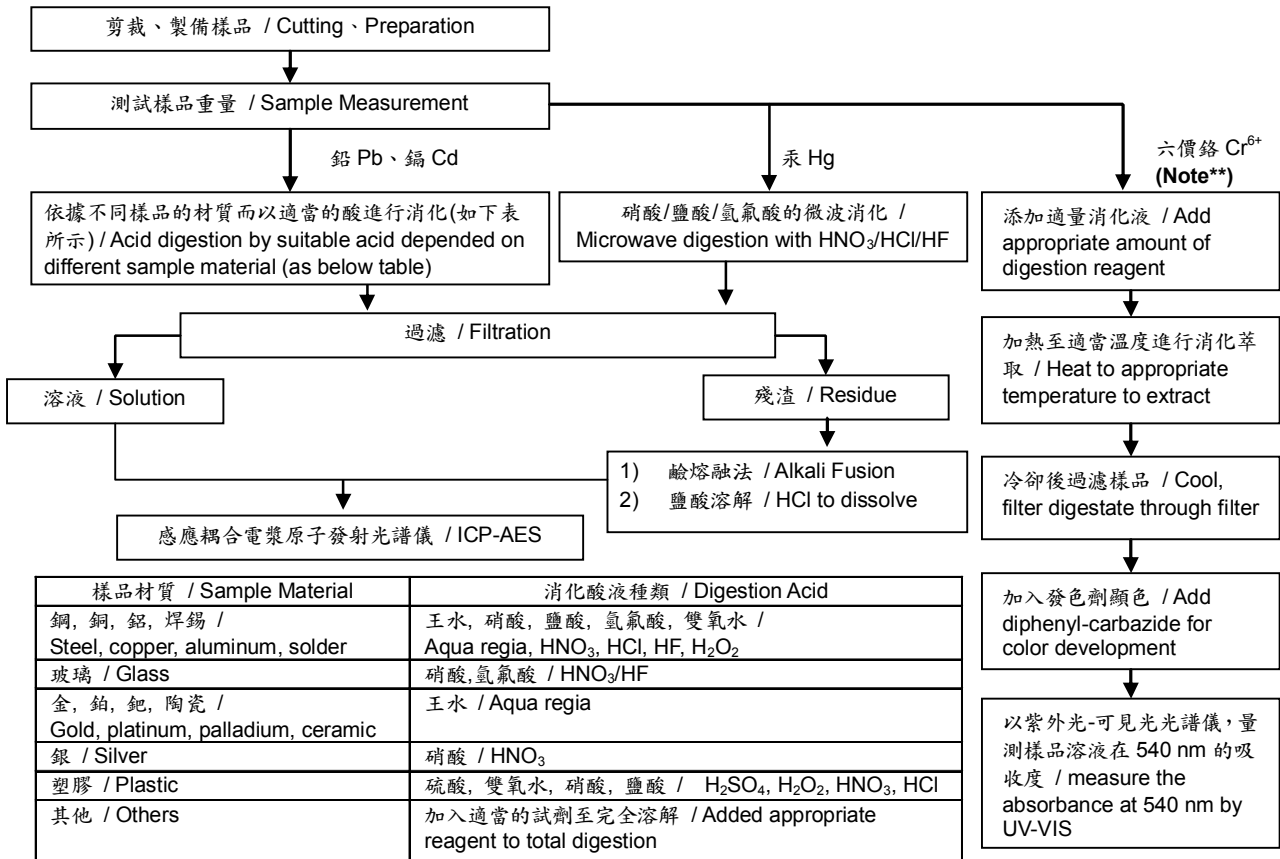 剪裁、製備樣品 / Cutting、Preparation
測試樣品重量 / Sample Measurement
鉛 Pb、鎘 Cd
汞 Hg
六價鉻 Cr6+
(Note**)
依據不同樣品的材質而以適當的酸進行消化(如下表
所示) / Acid digestion by suitable acid depended on
different sample material (as below table)
硝酸/鹽酸/氫氟酸的微波消化 /
Microwave digestion with HNO3/HCl/HF
添加適量消化液 / Add
appropriate amount of
digestion reagent
過濾 / Filtration
加熱至適當溫度進行消化萃
取 / Heat to appropriate
temperature to extract
溶液 / Solution
殘渣 / Residue
1) 鹼熔融法 / Alkali Fusion
2) 鹽酸溶解 / HCl to dissolve
冷卻後過濾樣品 / Cool,
filter digestate through filter
感應耦合電漿原子發射光譜儀 / ICP-AES
加入發色劑顯色 / Add
diphenyl-carbazide for
color development
以紫外光-可見光光譜儀，量
測樣品溶液在 540 nm 的吸
收度 / measure the
absorbance at 540 nm by
UV-VIS
樣品材質 / Sample Material
消化酸液種類 / Digestion Acid
鋼, 銅, 鋁, 焊錫 /
Steel, copper, aluminum, solder
王水, 硝酸, 鹽酸, 氫氟酸, 雙氧水 /
Aqua regia, HNO3, HCl, HF, H2O2
玻璃 / Glass
硝酸,氫氟酸 / HNO3/HF
金, 鉑, 鈀, 陶瓷 /
Gold, platinum, palladium, ceramic
王水 / Aqua regia
銀 / Silver
硝酸 / HNO3
塑膠 / Plastic
硫酸, 雙氧水, 硝酸, 鹽酸 / H2SO4, H2O2, HNO3, HCl
其他 / Others
加入適當的試劑至完全溶解 / Added appropriate
reagent to total digestion